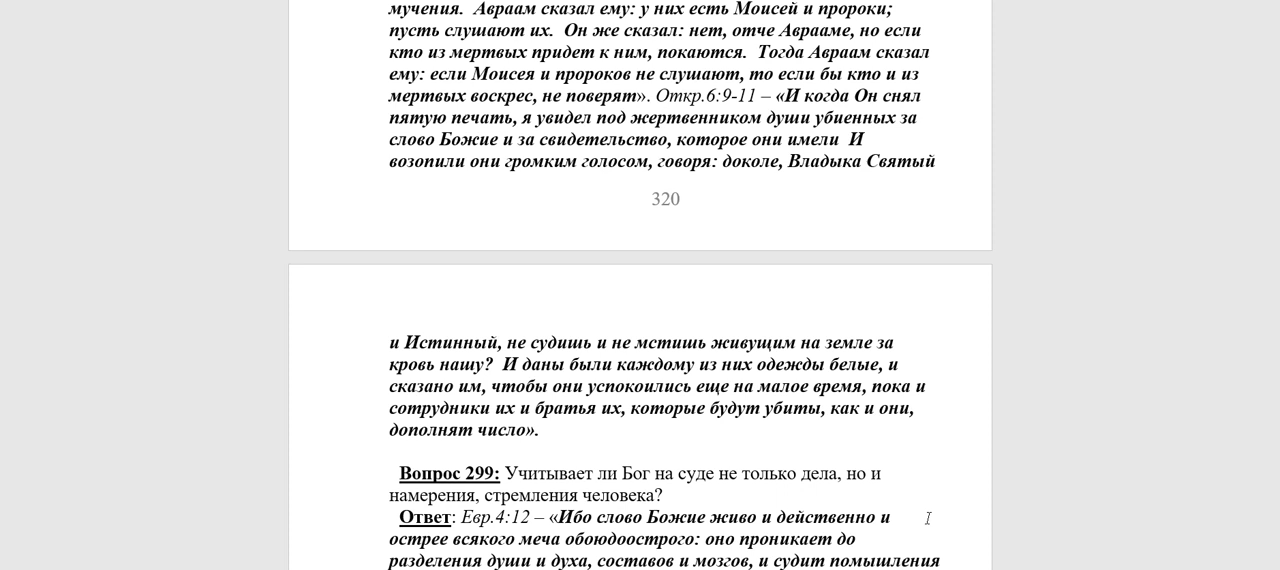 мучения.  Авраам сказал ему: у них есть Моисей и пророки;
пусть слушают их.  Он же сказал: нет, отче Аврааме, но если
кто из мертвых придет к ним, покаются.  Тогда Авраам сказал
ему: если Моисея и пророков не слушают, то если бы кто и из
мертвых воскрес, не поверят». Откр.6:9-11 – «И когда Он снял
пятую печать, я увидел под жертвенником души убиенных за
слово Божие и за свидетельство, которое они имели  И
возопили они громким голосом, говоря: доколе, Владыка Святый
320
и Истинный, не судишь и не мстишь живущим на земле за
кровь нашу?  И даны были каждому из них одежды белые, и
сказано им, чтобы они успокоились еще на малое время, пока и
сотрудники их и братья их, которые будут убиты, как и они,
дополнят число».
Вопрос 299: Учитывает ли Бог на суде не только дела, но и
намерения, стремления человека?
Ответ: Евр.4:12 – «Ибо слово Божие живо и действенно и
острее всякого меча обоюдоострого: оно проникает до
разделения души и духа, составов и мозгов, и судит помышления